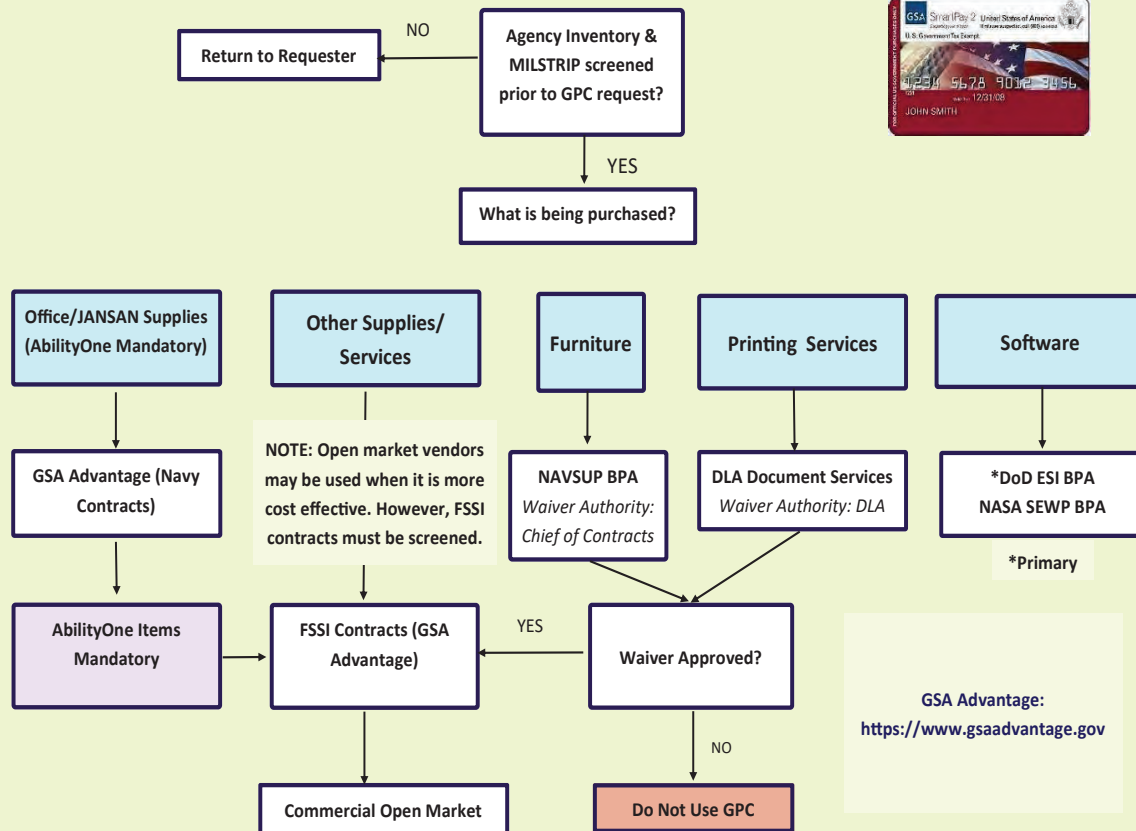 NO
Return to Requester
Agency Inventory &
MILSTRIP screened
prior to GPC request?
GSA SmartPay 2 United States of America
U.S. Government Tax Exempt
FOR OFFICIAL US GOVERNMENT PURCHASES ONLY
1234 5678 9012 3456
12/31/08
JOHN SMITH
YES
What is being purchased?
Office/JANSAN Supplies
(AbilityOne Mandatory)
Other Supplies/
Services
Furniture
Printing Services
Software
GSA Advantage (Navy
Contracts)
NOTE: Open market vendors
may be used when it is more
cost effective. However, FSSI
contracts must be screened.
NAVSUP BPA
Waiver Authority:
Chief of Contracts
DLA Document Services
Waiver Authority: DLA
*DoD ESI BPA
NASA SEWP BPA
*Primary
AbilityOne Items
Mandatory
FSSI Contracts (GSA
Advantage)
YES
Waiver Approved?
GSA Advantage:
https://www.gsaadvantage.gov
NO
Commercial Open Market
Do Not Use GPC